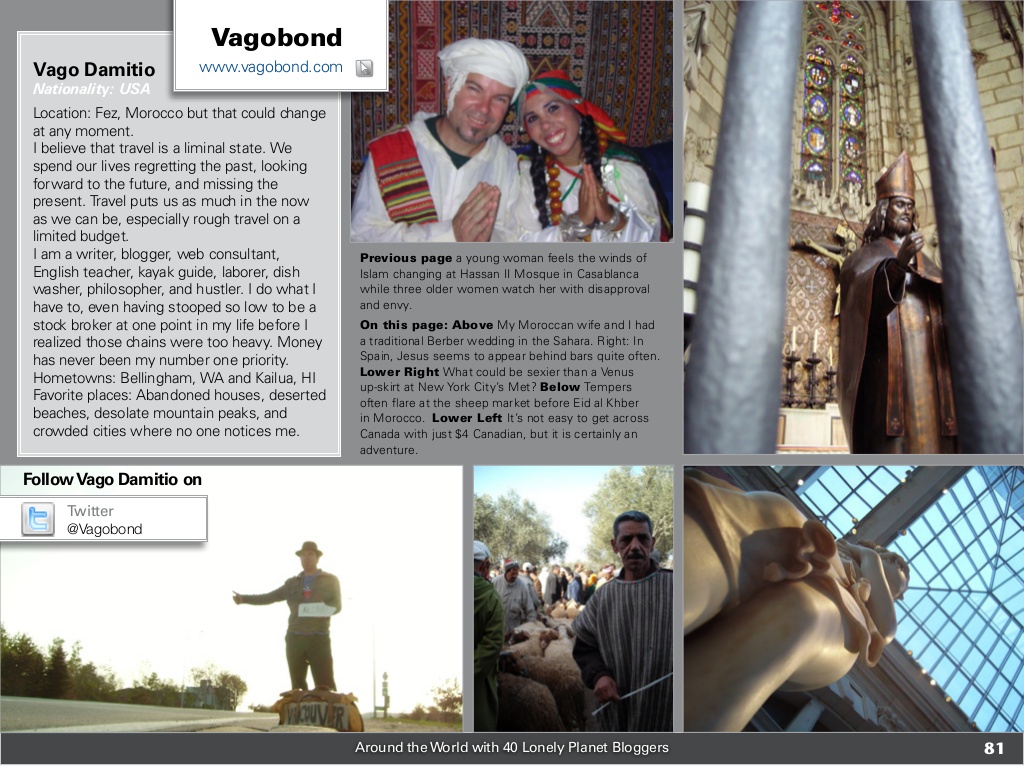 Vagobond
www.vagobond.com
Vago Damitio
Nationality: USA
Location: Fez, Morocco but that could change
at any moment.
I believe that travel is a liminal state. We
spend our lives regretting the past, looking
forward to the future, and missing the
present. Travel puts us as much in the now
as we can be, especially rough travel on a
limited budget.
I am a writer, blogger, web consultant,
English teacher, kayak guide, laborer, dish
washer, philosopher, and hustler. I do what I
have to, even having stooped so low to be a
stock broker at one point in my life before I
realized those chains were too heavy. Money
has never been my number one priority.
Hometowns: Bellingham, WA and Kailua, HI
Favorite places: Abandoned houses, deserted
beaches, desolate mountain peaks, and
crowded cities where no one notices me.
Previous page a young woman feels the winds of
Islam changing at Hassan II Mosque in Casablanca
while three older women watch her with disapproval
and envy.
On this page: Above My Moroccan wife and I had
a traditional Berber wedding in the Sahara. Right: In
Spain, Jesus seems to appear behind bars quite often.
Lower Right What could be sexier than a Venus
up-skirt at New York City's Met? Below Tempers
often flare at the sheep market before Eid al Khber
in Morocco. Lower Left It's not easy to get across
Canada with just $4 Canadian, but it is certainly an
adventure.
Follow Vago Damitio on
Twitter
@Vagobond
VANCOUVER
Around the World with 40 Lonely Planet Bloggers
81